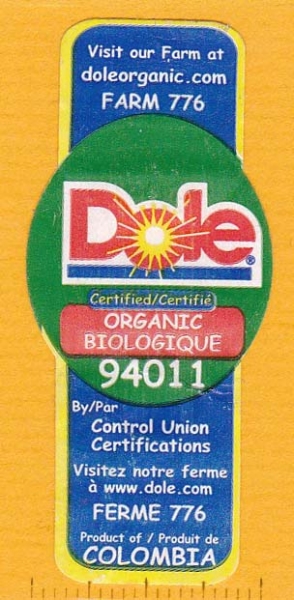 Visit our Farm at
doleorganic.com
FARM 776
Dole®
Certified/Certifié
ORGANIC
BIOLOGIQUE
94011
By/Par
Control Union
Certifications
Visitez notre ferme
à www.dole.com
FERME 776
Product of / Produit de
COLOMBIA